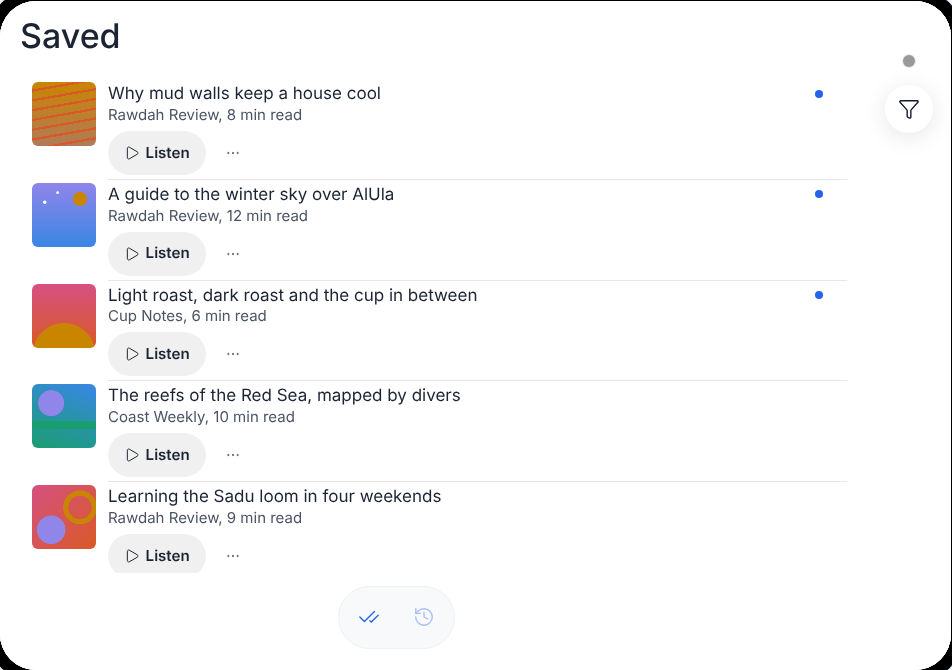 Saved
Why mud walls keep a house cool
Rawdah Review, 8 min read
Listen
A guide to the winter sky over AlUla
Rawdah Review, 12 min read
Listen
Light roast, dark roast and the cup in between
Cup Notes, 6 min read
Listen
The reefs of the Red Sea, mapped by divers
Coast Weekly, 10 min read
Listen
Learning the Sadu loom in four weekends
Rawdah Review, 9 min read
Listen